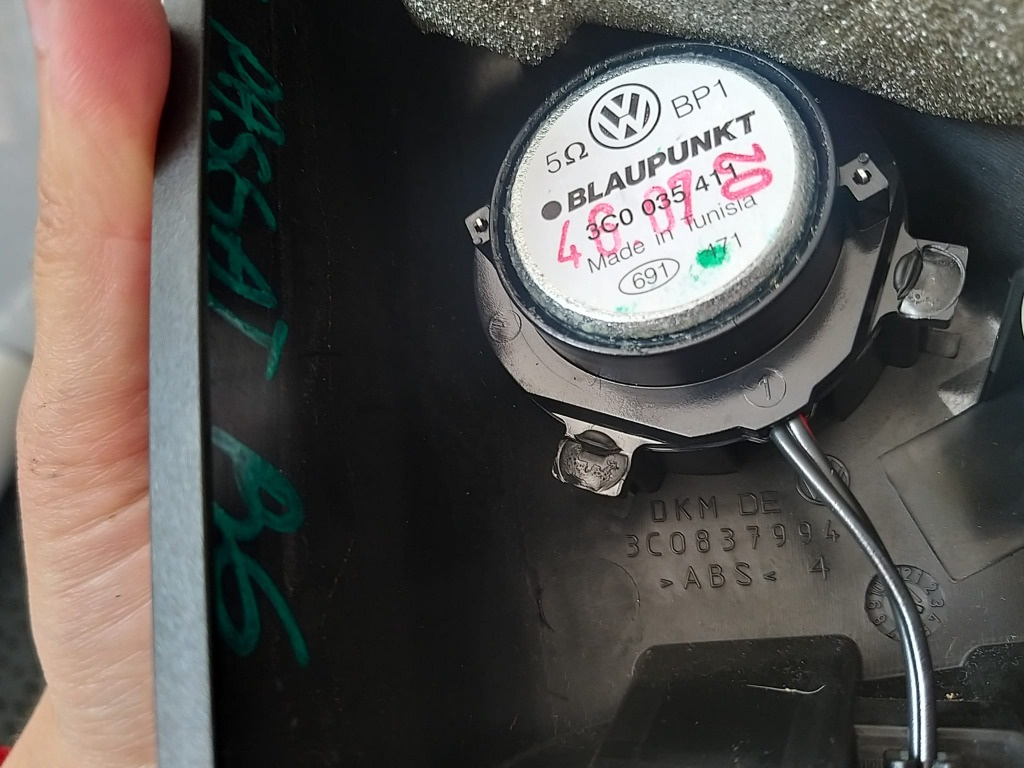 PASSAT B6
BP1
5Ω
BLAUPUNKT
3C0 035 411
46.07 20
Made in Tunisia
471
691
1
DKM DE
3C0837994
>ABS< 4